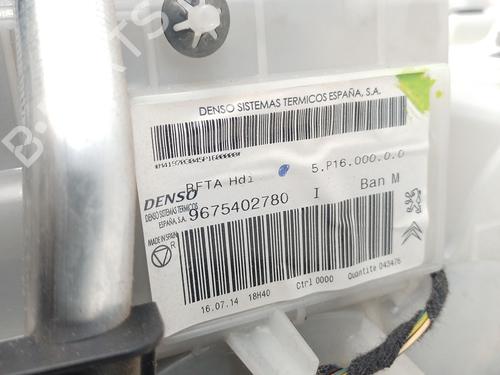 DENSO SISTEMAS TERMICOS ESPAÑA, S.A.
BFTA Hdi 5.P16.000.0.0
DENSO
DENSO SISTEMAS TERMICOS
ESPAÑA, S.A.
9675402780 I Ban M
MADE IN SPAIN
R
16.07.14 18H40 Ctrl 0000 Quantite 043476